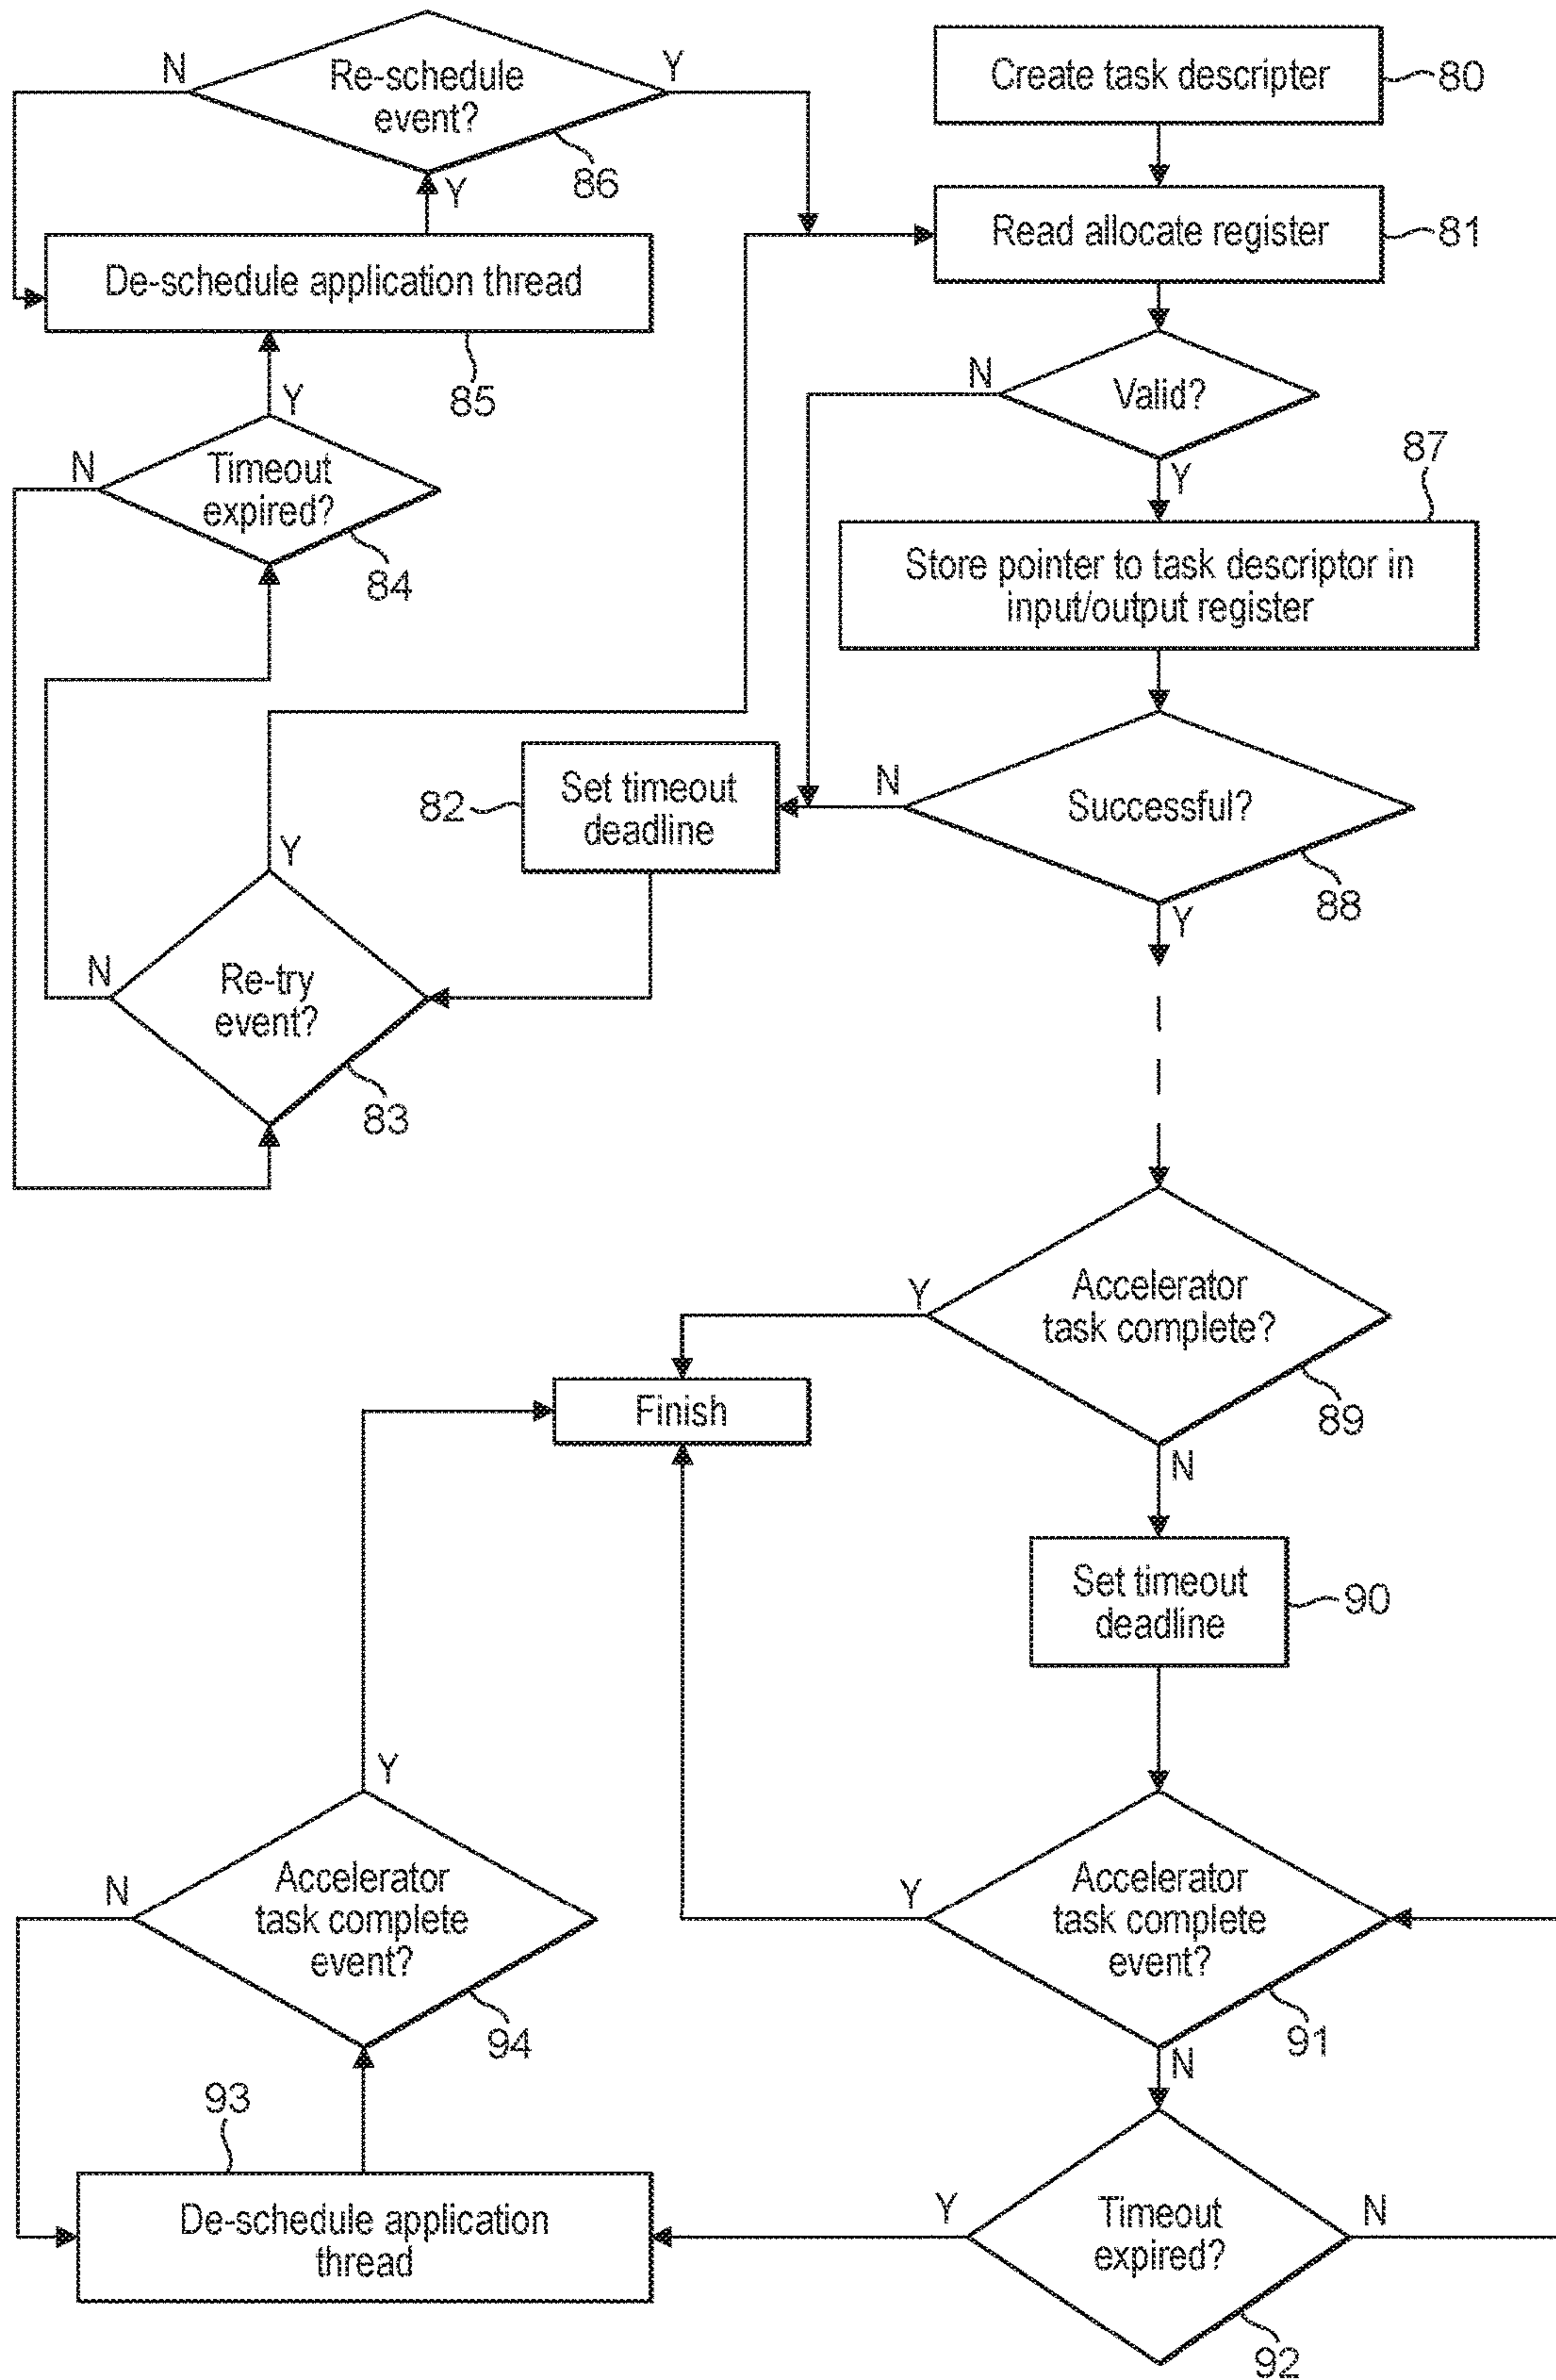 Re-schedule
event?
N
Y
86
Y
De-schedule application thread
85
Y
Timeout
expired?
N
84
Create task descripter
80
Read allocate register
81
Valid?
N
Y
87
Store pointer to task descriptor in
input/output register
Successful?
N
88
Y
Set timeout
deadline
82
Y
Re-try
event?
N
83
Accelerator
task complete?
Y
89
N
Finish
Set timeout
deadline
90
Accelerator
task complete
event?
Y
91
N
Timeout
expired?
Y
N
92
De-schedule application
thread
93
Accelerator
task complete
event?
Y
N
94